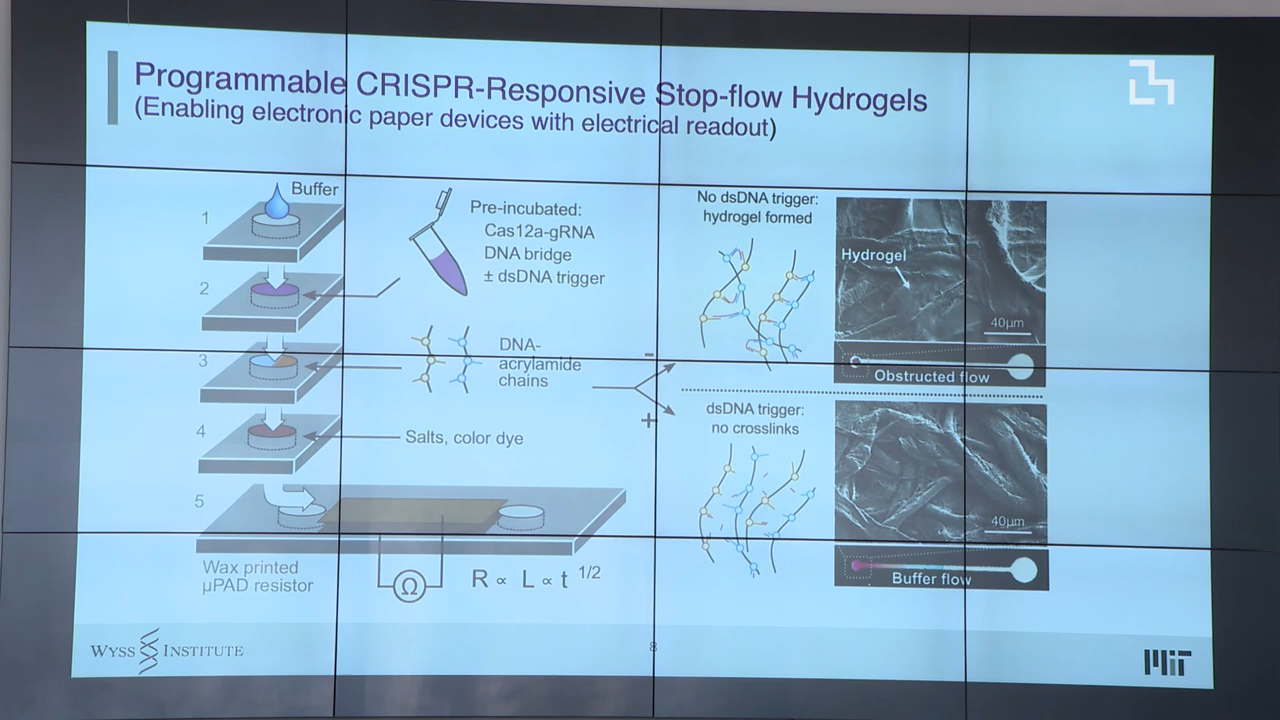 Programmable CRISPR-Responsive Stop-flow Hydrogels
(Enabling electronic paper devices with electrical readout)
1
Buffer
2
Pre-incubated:
Cas12a-gRNA
DNA bridge
± dsDNA trigger
3
DNA-
acrylamide
chains
4
Salts, color dye
5
Wax printed
µPAD resistor
Ω
R ∝ L ∝ t 1/2
-
+
No dsDNA trigger:
hydrogel formed
Hydrogel
40µm
Obstructed flow
dsDNA trigger:
no crosslinks
40µm
Buffer flow
WYSS INSTITUTE
8
MIT